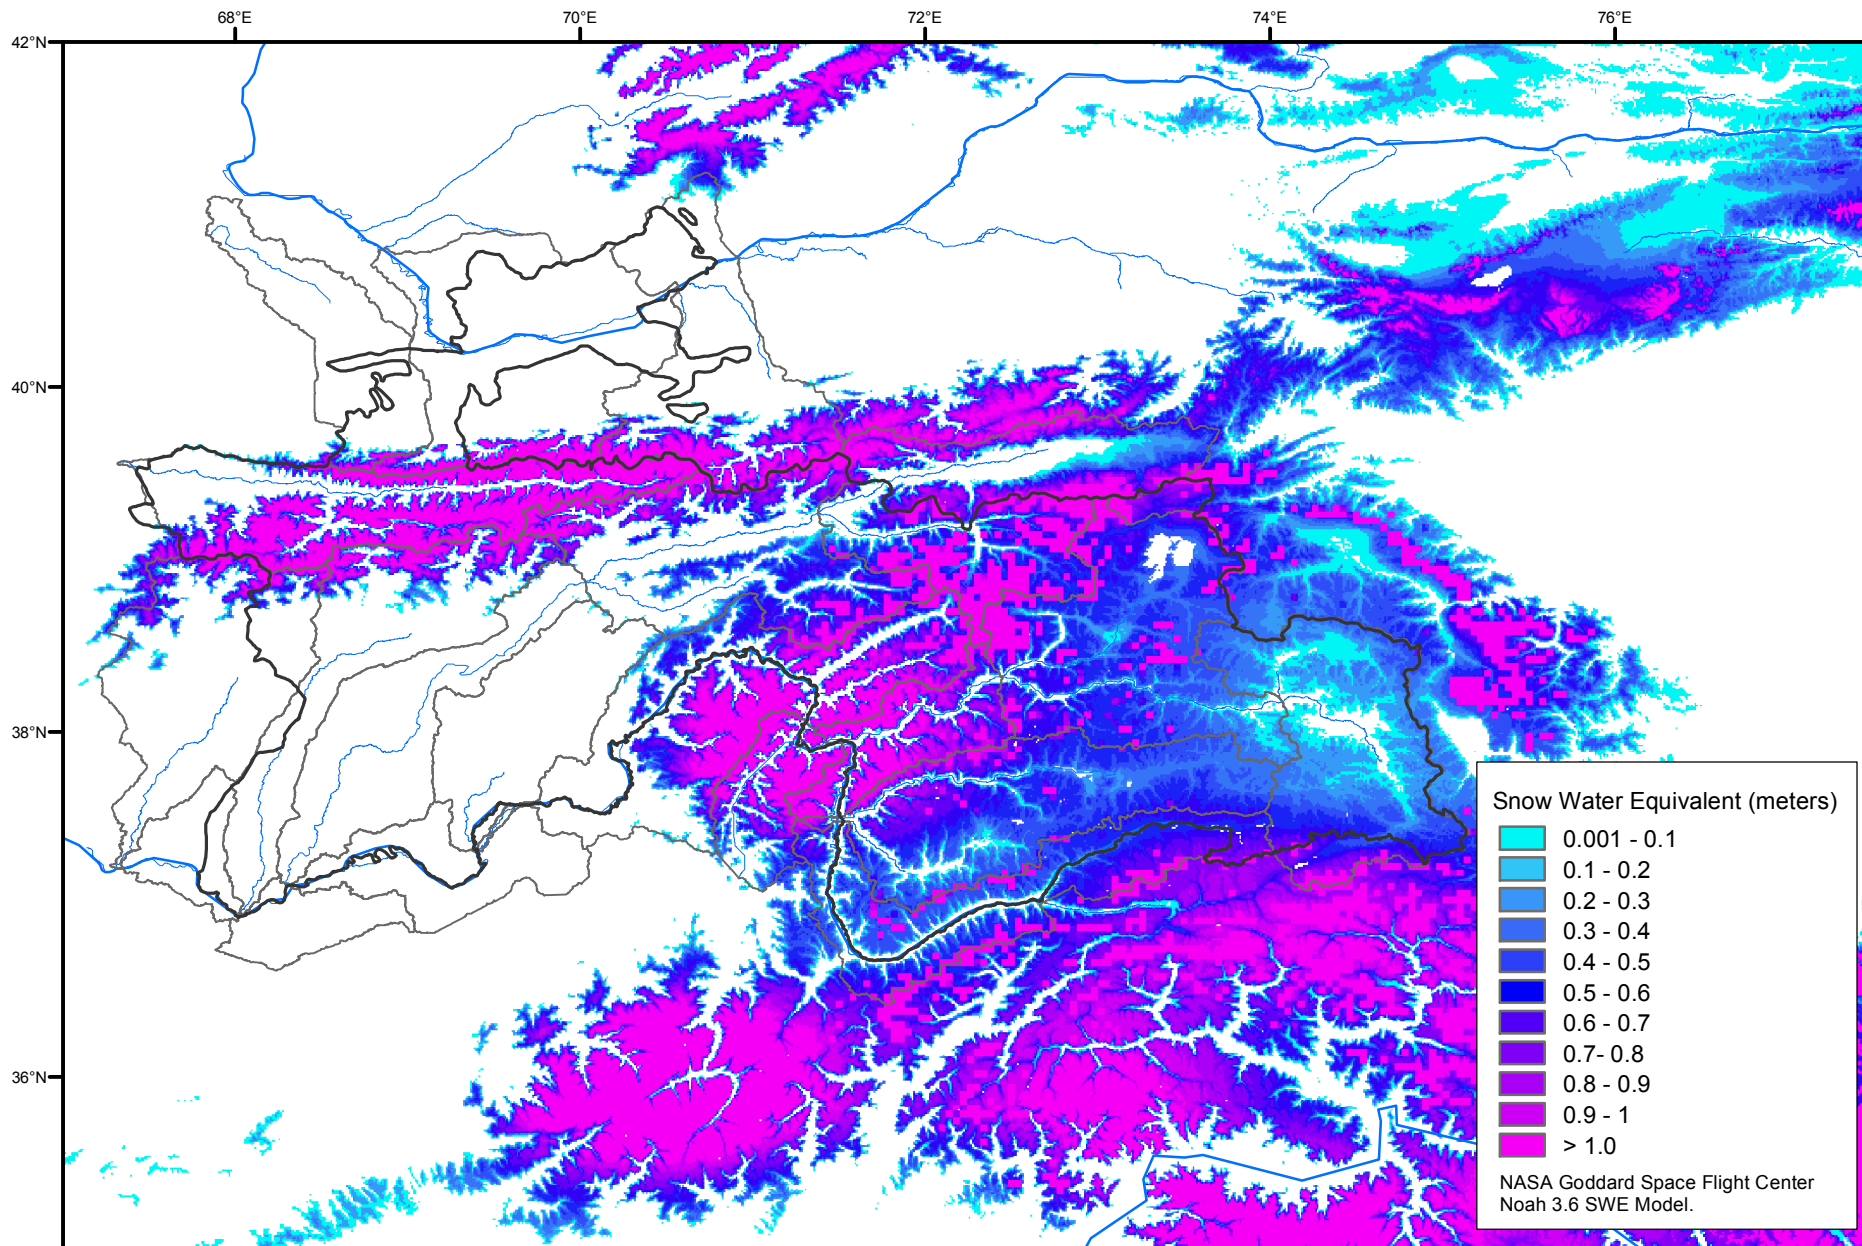 68°E
70°E
72°E
74°E
76°E
42°N
40°N
38°N
36°N
Snow Water Equivalent (meters)
0.001 - 0.1
0.1 - 0.2
0.2 - 0.3
0.3 - 0.4
0.4 - 0.5
0.5 - 0.6
0.6 - 0.7
0.7- 0.8
0.8 - 0.9
0.9 - 1
> 1.0
NASA Goddard Space Flight Center
Noah 3.6 SWE Model.